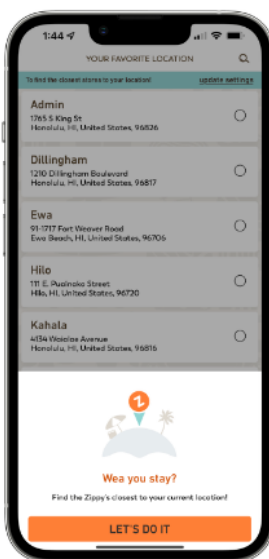 1:44
YOUR FAVORITE LOCATION
To find the closest stores to your location!
update settings
Admin
1765 S King St
Honolulu, HI, United States, 96826
Dillingham
1210 Dillingham Boulevard
Honolulu, HI, United States, 96817
Ewa
91-1717 Fort Weaver Road
Ewa Beach, HI, United States, 96706
Hilo
111 E. Puainako Street
Hilo, HI, United States, 96720
Kahala
4134 Waialae Avenue
Honolulu, HI, United States, 96816
Z
Wea you stay?
Find the Zippy's closest to your current location!
LET'S DO IT